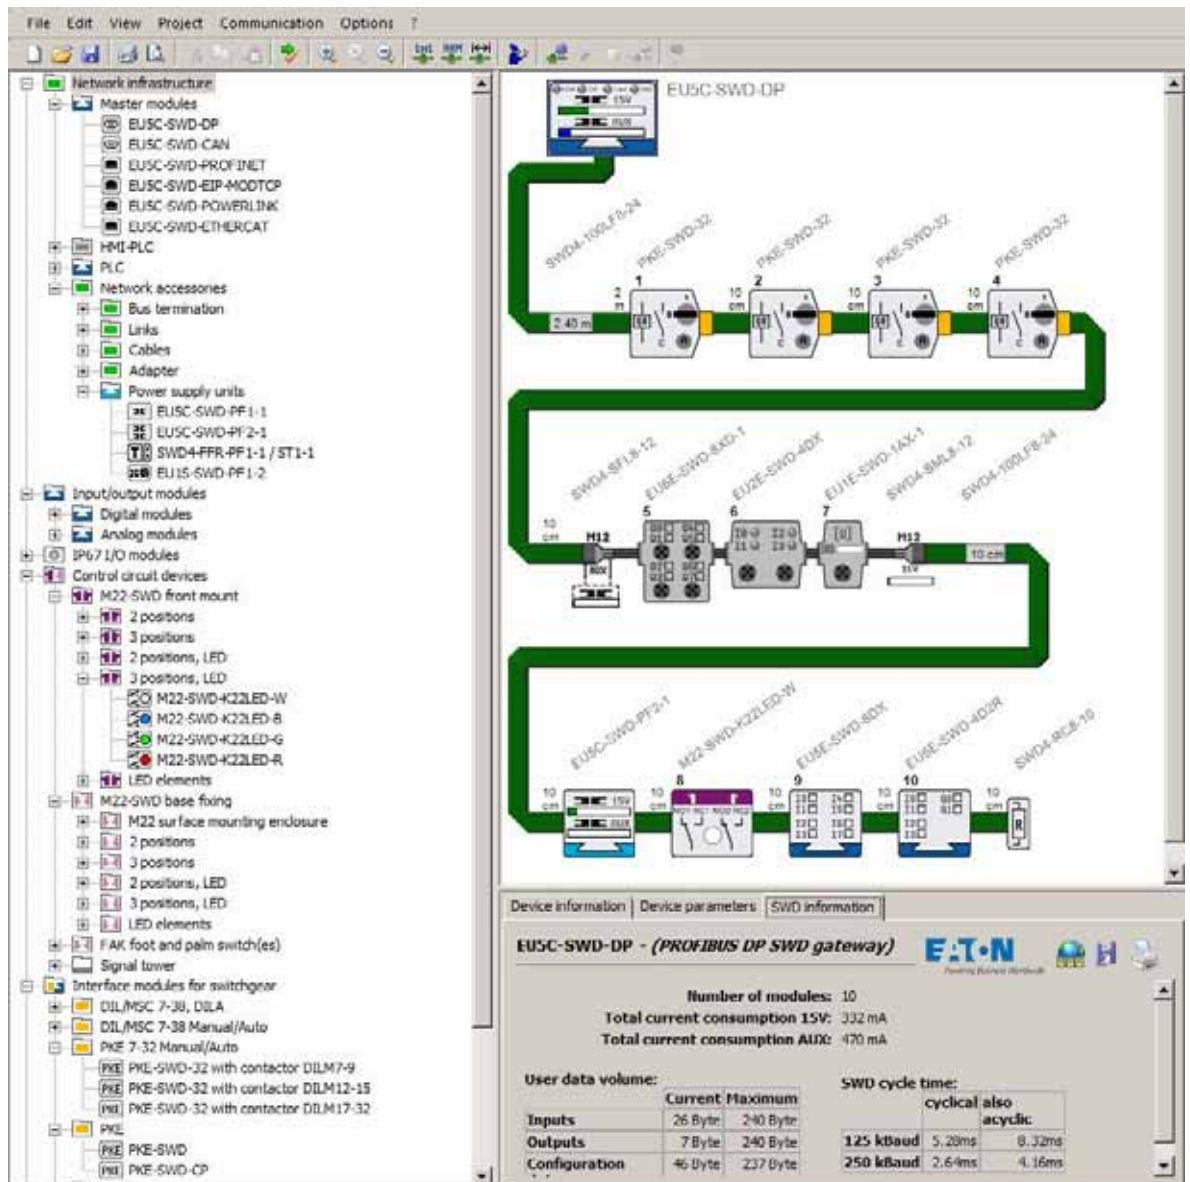 File Edit View Project Communication Options ?
Network infrastructure
Master modules
EU5C-SWD-DP
EU5C-SWD-CAN
EU5C-SWD-PROFINET
EU5C-SWD-EIP-MODTCP
EU5C-SWD-POWERLINK
EU5C-SWD-ETHERCAT
HMI-PLC
PLC
Network accessories
Bus termination
Links
Cables
Adapter
Power supply units
EU5C-SWD-PF1-1
EU5C-SWD-PF2-1
SWD4-FFR-PF1-1 / ST1-1
EU1S-SWD-PF1-2
Input/output modules
Digital modules
Analog modules
IP67 I/O modules
Control circuit devices
M22-SWD front mount
2 positions
3 positions
2 positions, LED
3 positions, LED
M22-SWD-K22LED-W
M22-SWD-K22LED-B
M22-SWD-K22LED-G
M22-SWD-K22LED-R
LED elements
M22-SWD base fixing
M22 surface mounting enclosure
2 positions
3 positions
2 positions, LED
3 positions, LED
LED elements
FAK foot and palm switch(es)
Signal tower
Interface modules for switchgear
DIL/MSC 7-38, DILA
DIL/MSC 7-38 Manual/Auto
PKE 7-32 Manual/Auto
PKE PKE-SWD-32 with contactor DILM7-9
PKE PKE-SWD-32 with contactor DILM12-15
PKE PKE-SWD-32 with contactor DILM17-32
PKE
PKE PKE-SWD
PKE PKE-SWD-CP
EU5C-SWD-DP
15V
AUX
SWD4-100LF8-24 PKE-SWD-32 PKE-SWD-32 PKE-SWD-32 PKE-SWD-32
1 2 3 4
2 m 10 cm 10 cm 10 cm
2.40 m
SWD4-SFL8-12 EU6E-SWD-8XD-1 EU2E-SWD-4DX EU1E-SWD-1AX-1 SWD4-SML8-12 SWD4-100LF8-24
5 6 7
10 cm M12 M12 10 cm
AUX 15V
EU5C-SWD-PF2-1 M22-SWD-K22LED-W EU5E-SWD-8DX EU5E-SWD-4D2R SWD4-RC8-10
8 9 10
10 cm 10 cm 10 cm 10 cm 10 cm
15V
AUX
R
Device information Device parameters SWD information
EU5C-SWD-DP - (PROFIBUS DP SWD gateway)
EATON
Powering Business Worldwide
Number of modules: 10
Total current consumption 15V: 332 mA
Total current consumption AUX: 470 mA
User data volume:
Current Maximum
Inputs 26 Byte 240 Byte
Outputs 7 Byte 240 Byte
Configuration 46 Byte 237 Byte
SWD cycle time:
cyclical also acyclic
125 kBaud 5.28ms 8.32ms
250 kBaud 2.64ms 4.16ms